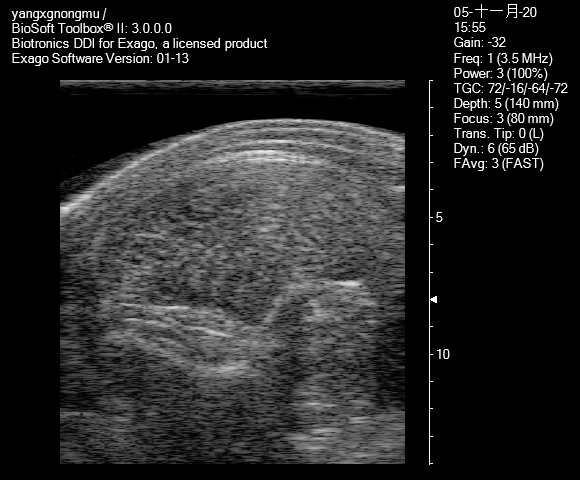 yangxgnongmu /
BioSoft Toolbox® II: 3.0.0.0
Biotronics DDI for Exago, a licensed product
Exago Software Version: 01-13
05-十一月-20
15:55
Gain: -32
Freq: 1 (3.5 MHz)
Power: 3 (100%)
TGC: 72/-16/-64/-72
Depth: 5 (140 mm)
Focus: 3 (80 mm)
Trans. Tip: 0 (L)
Dyn.: 6 (65 dB)
FAvg: 3 (FAST)
5
10